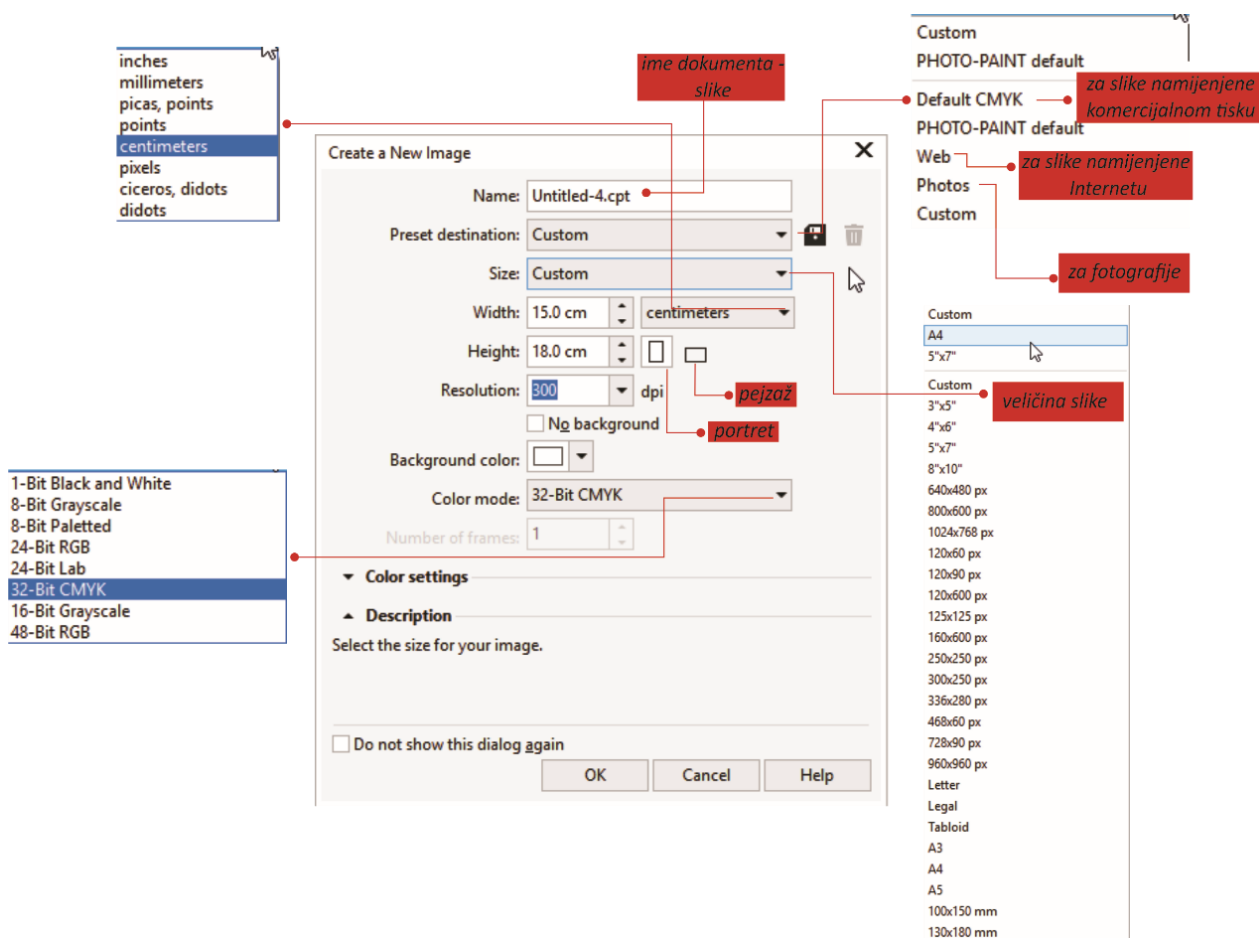 inches
millimeters
picas, points
points
centimeters
pixels
ciceros, didots
didots
ime dokumenta -
slike
Custom
PHOTO-PAINT default
Default CMYK
PHOTO-PAINT default
Web
Photos
Custom
za slike namijenjene
komercijalnom tisku
za slike namijenjene
Internetu
za fotografije
Create a New Image
Name: Untitled-4.cpt
Preset destination: Custom
Size: Custom
Width: 15.0 cm centimeters
Height: 18.0 cm
Resolution: 300 dpi
pejzaž
No background
portret
Background color:
Color mode: 32-Bit CMYK
Number of frames: 1
Color settings
Description
Select the size for your image.
Do not show this dialog again
OK Cancel Help
1-Bit Black and White
8-Bit Grayscale
8-Bit Paletted
24-Bit RGB
24-Bit Lab
32-Bit CMYK
16-Bit Grayscale
48-Bit RGB
veličina slike
Custom
A4
5"x7"
Custom
3"x5"
4"x6"
5"x7"
8"x10"
640x480 px
800x600 px
1024x768 px
120x60 px
120x90 px
120x600 px
125x125 px
160x600 px
250x250 px
300x250 px
336x280 px
468x60 px
728x90 px
960x960 px
Letter
Legal
Tabloid
A3
A4
A5
100x150 mm
130x180 mm